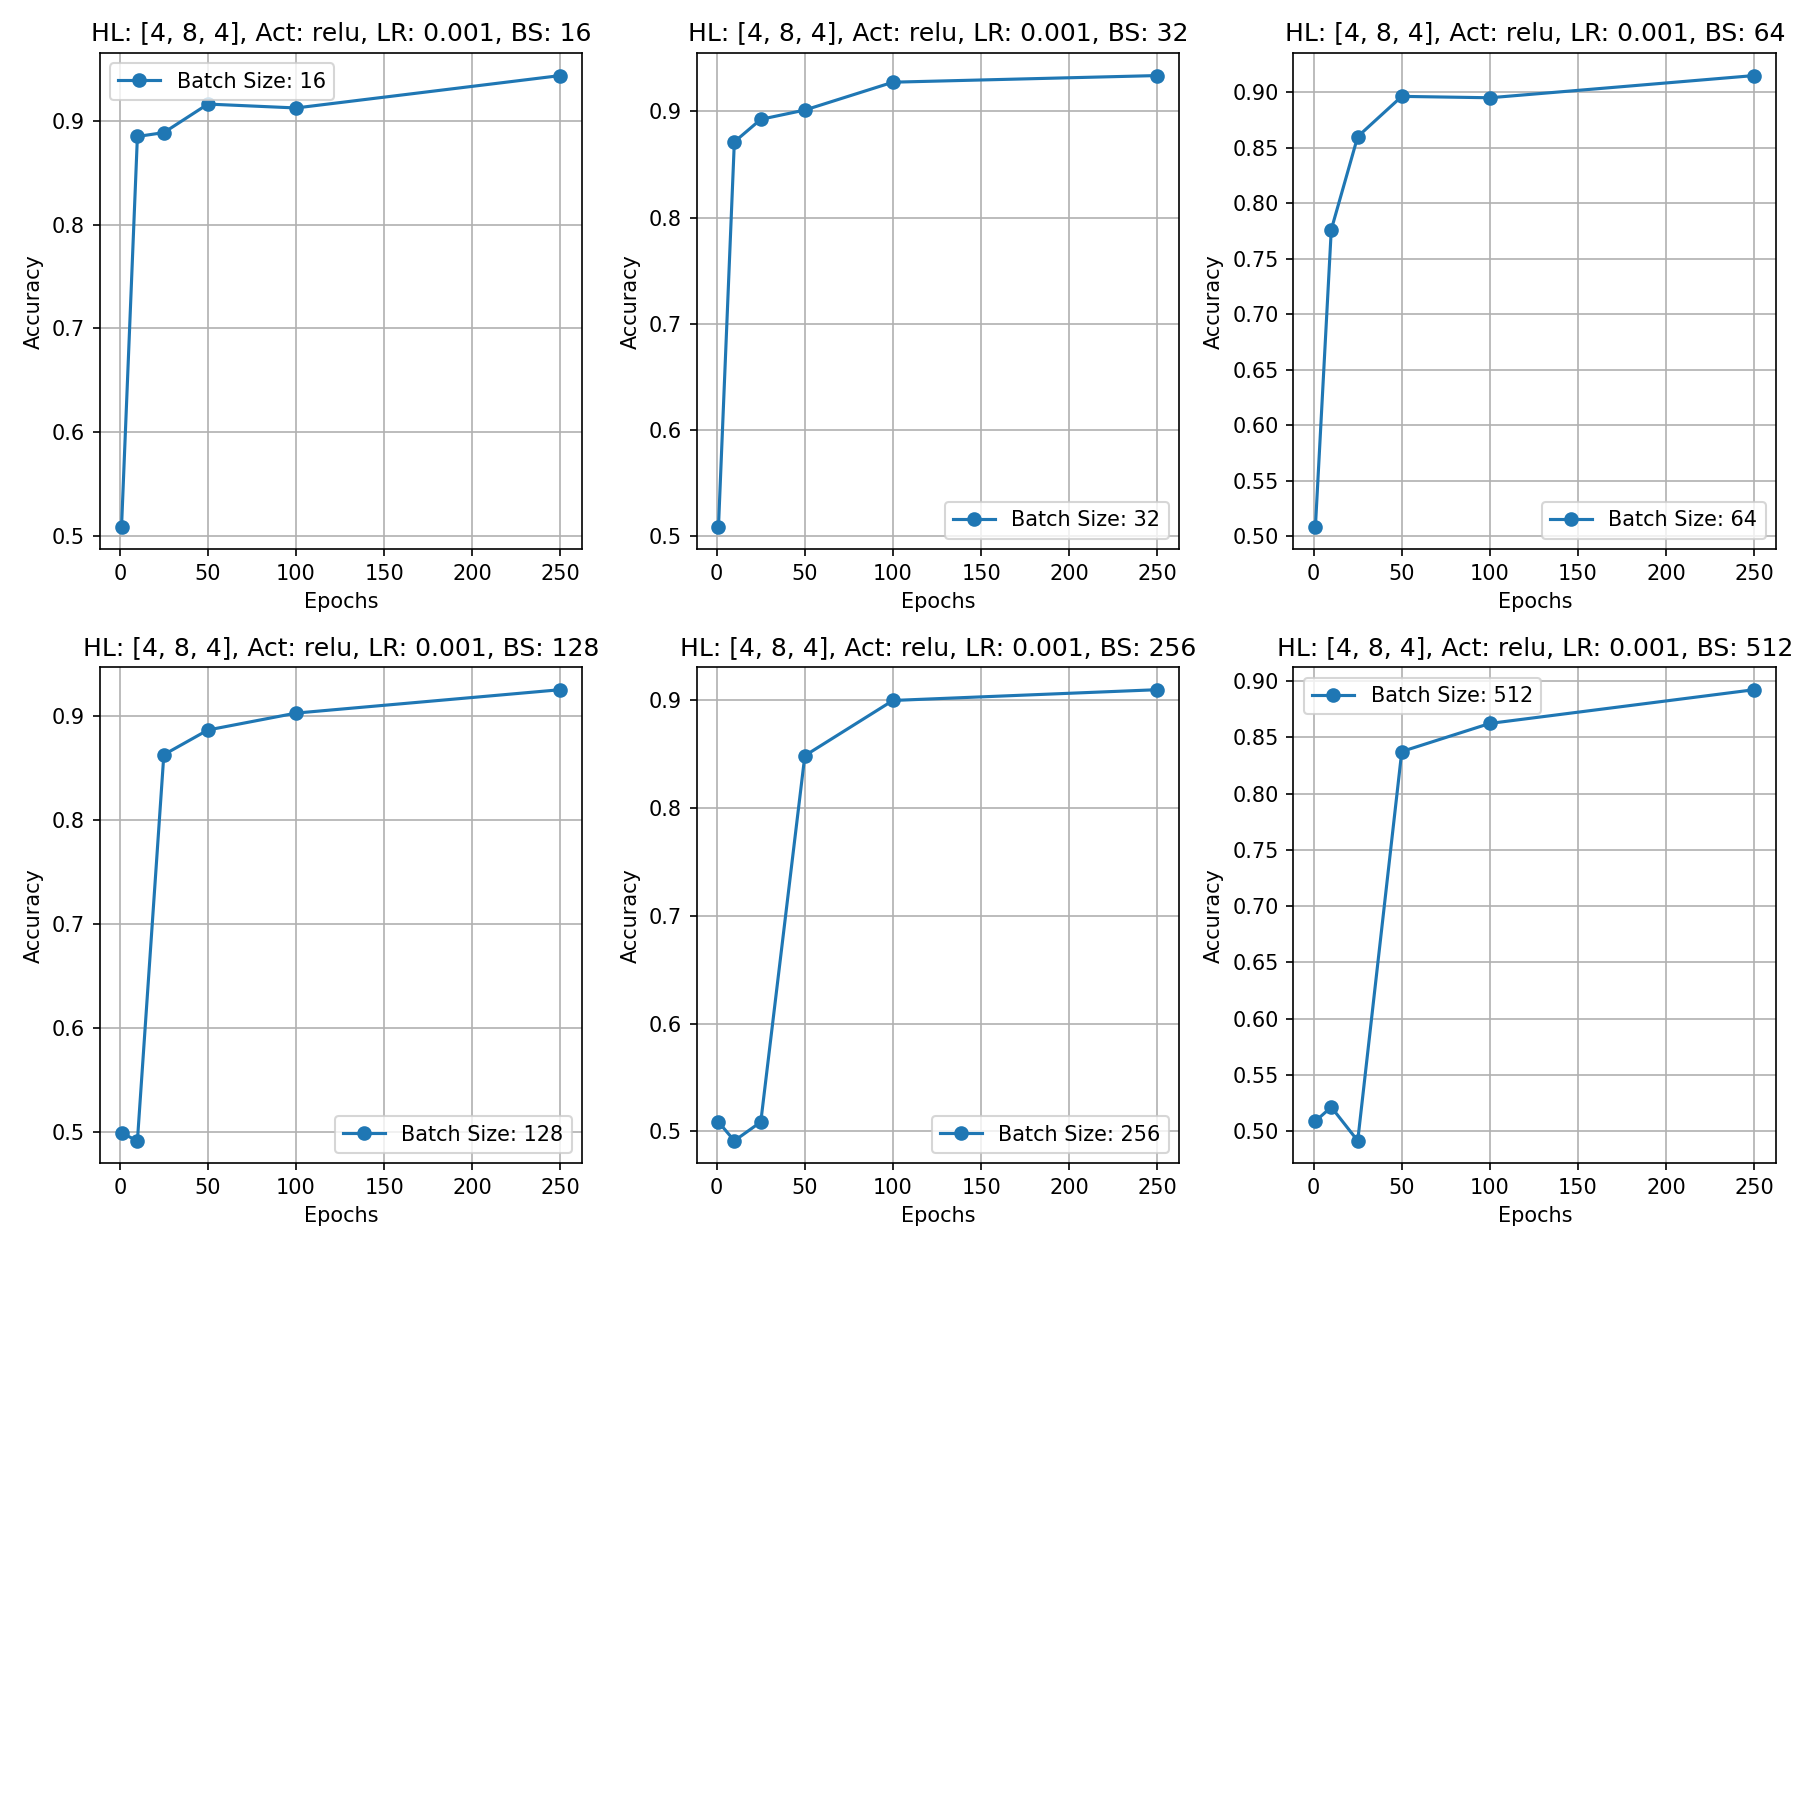 HL: [4, 8, 4], Act: relu, LR: 0.001, BS: 16
Batch Size: 16
Accuracy
0.9
0.8
0.7
0.6
0.5
0 50 100 150 200 250
Epochs
HL: [4, 8, 4], Act: relu, LR: 0.001, BS: 32
Accuracy
0.9
0.8
0.7
0.6
0.5
Batch Size: 32
0 50 100 150 200 250
Epochs
HL: [4, 8, 4], Act: relu, LR: 0.001, BS: 64
Accuracy
0.90
0.85
0.80
0.75
0.70
0.65
0.60
0.55
0.50
Batch Size: 64
0 50 100 150 200 250
Epochs
HL: [4, 8, 4], Act: relu, LR: 0.001, BS: 128
Accuracy
0.9
0.8
0.7
0.6
0.5
Batch Size: 128
0 50 100 150 200 250
Epochs
HL: [4, 8, 4], Act: relu, LR: 0.001, BS: 256
Accuracy
0.9
0.8
0.7
0.6
0.5
Batch Size: 256
0 50 100 150 200 250
Epochs
HL: [4, 8, 4], Act: relu, LR: 0.001, BS: 512
Batch Size: 512
Accuracy
0.90
0.85
0.80
0.75
0.70
0.65
0.60
0.55
0.50
0 50 100 150 200 250
Epochs